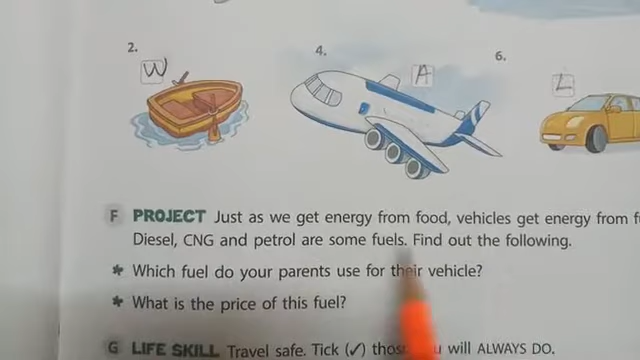 2.
4.
6.
W
A
L
F PROJECT Just as we get energy from food, vehicles get energy from
Diesel, CNG and petrol are some fuels. Find out the following.
* Which fuel do your parents use for their vehicle?
* What is the price of this fuel?
G LIFE SKILL Travel safe. Tick (✓) will ALWAYS DO.